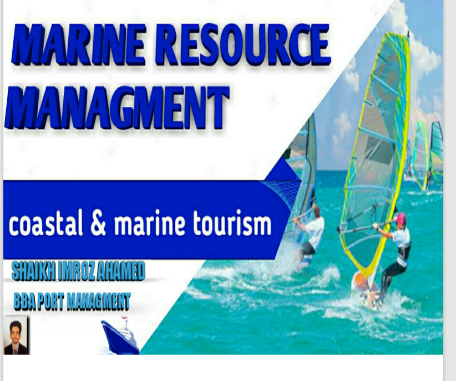 MARINE RESOURCE
MANAGMENT
coastal & marine tourism
SHAIKH IMROZ AHAMED
BBA PORT MANAGMENT